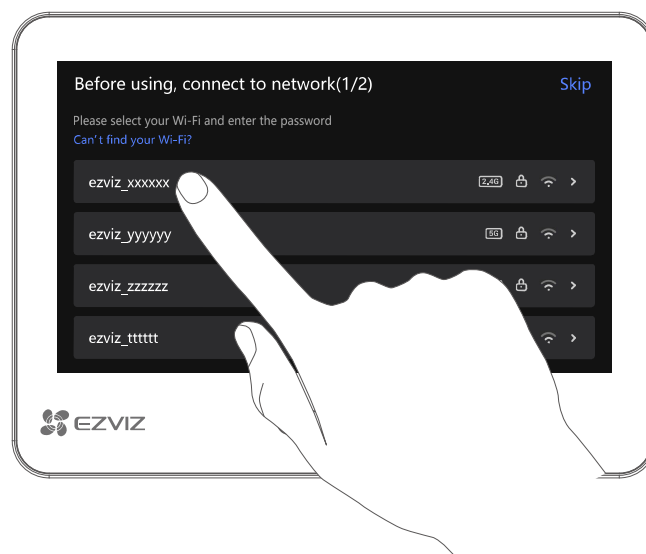 Before using, connect to network(1/2) Skip
Please select your Wi-Fi and enter the password
Can't find your Wi-Fi?
ezviz_xxxxxx 2.4G
ezviz_yyyyyy 5G
ezviz_zzzzzz
ezviz_tttttt
EZVIZ